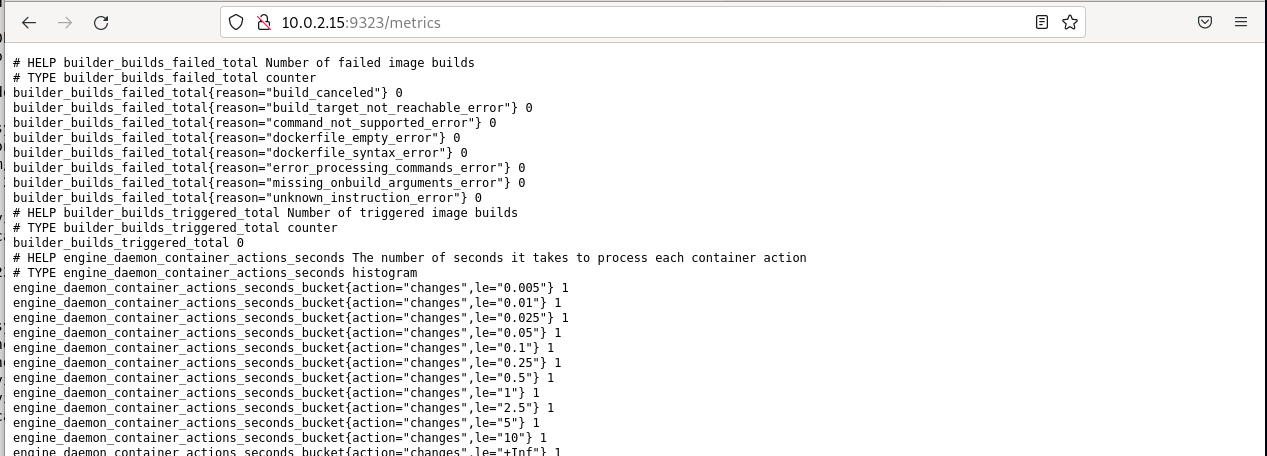 10.0.2.15:9323/metrics
# HELP builder_builds_failed_total Number of failed image builds
# TYPE builder_builds_failed_total counter
builder_builds_failed_total{reason="build_canceled"} 0
builder_builds_failed_total{reason="build_target_not_reachable_error"} 0
builder_builds_failed_total{reason="command_not_supported_error"} 0
builder_builds_failed_total{reason="dockerfile_empty_error"} 0
builder_builds_failed_total{reason="dockerfile_syntax_error"} 0
builder_builds_failed_total{reason="error_processing_commands_error"} 0
builder_builds_failed_total{reason="missing_onbuild_arguments_error"} 0
builder_builds_failed_total{reason="unknown_instruction_error"} 0
# HELP builder_builds_triggered_total Number of triggered image builds
# TYPE builder_builds_triggered_total counter
builder_builds_triggered_total 0
# HELP engine_daemon_container_actions_seconds The number of seconds it takes to process each container action
# TYPE engine_daemon_container_actions_seconds histogram
engine_daemon_container_actions_seconds_bucket{action="changes",le="0.005"} 1
engine_daemon_container_actions_seconds_bucket{action="changes",le="0.01"} 1
engine_daemon_container_actions_seconds_bucket{action="changes",le="0.025"} 1
engine_daemon_container_actions_seconds_bucket{action="changes",le="0.05"} 1
engine_daemon_container_actions_seconds_bucket{action="changes",le="0.1"} 1
engine_daemon_container_actions_seconds_bucket{action="changes",le="0.25"} 1
engine_daemon_container_actions_seconds_bucket{action="changes",le="0.5"} 1
engine_daemon_container_actions_seconds_bucket{action="changes",le="1"} 1
engine_daemon_container_actions_seconds_bucket{action="changes",le="2.5"} 1
engine_daemon_container_actions_seconds_bucket{action="changes",le="5"} 1
engine_daemon_container_actions_seconds_bucket{action="changes",le="10"} 1
engine_daemon_container_actions_seconds_bucket{action="changes",le="+Inf"} 1